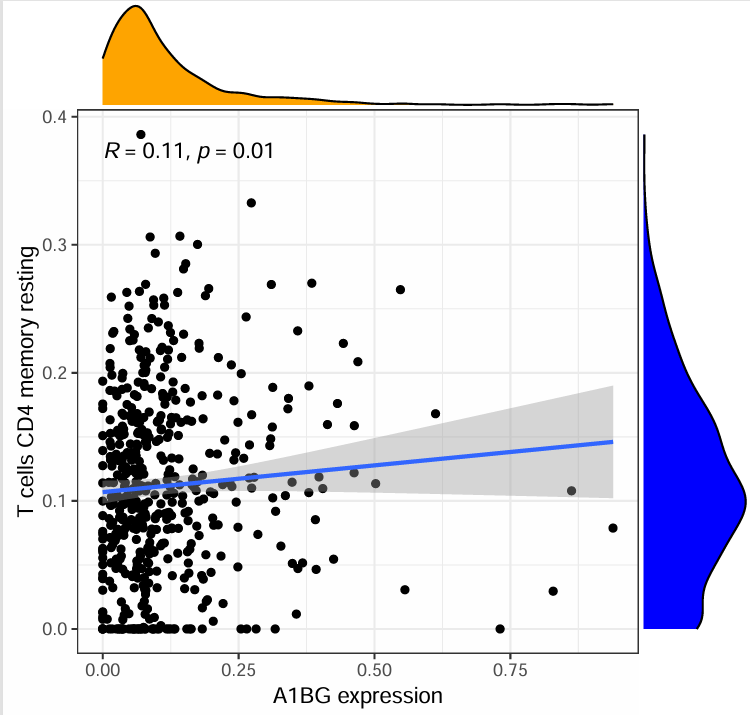 0.4
R = 0.11, p = 0.01
0.3
0.2
0.1
0.0
T cells CD4 memory resting
0.00 0.25 0.50 0.75
A1BG expression